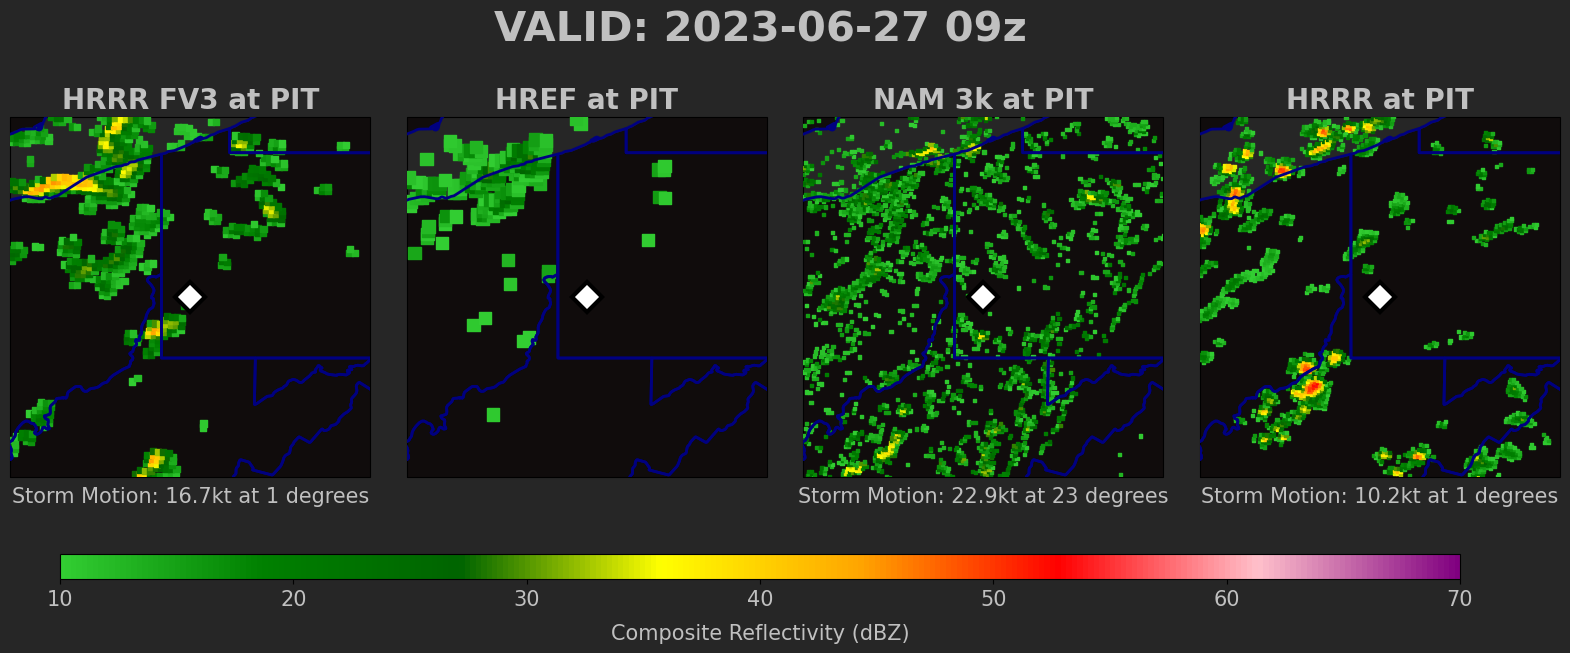 VALID: 2023-06-27 09z
HRRR FV3 at PIT
HREF at PIT
NAM 3k at PIT
HRRR at PIT
Storm Motion: 16.7kt at 1 degrees
Storm Motion: 22.9kt at 23 degrees
Storm Motion: 10.2kt at 1 degrees
10 20 30 40 50 60 70
Composite Reflectivity (dBZ)